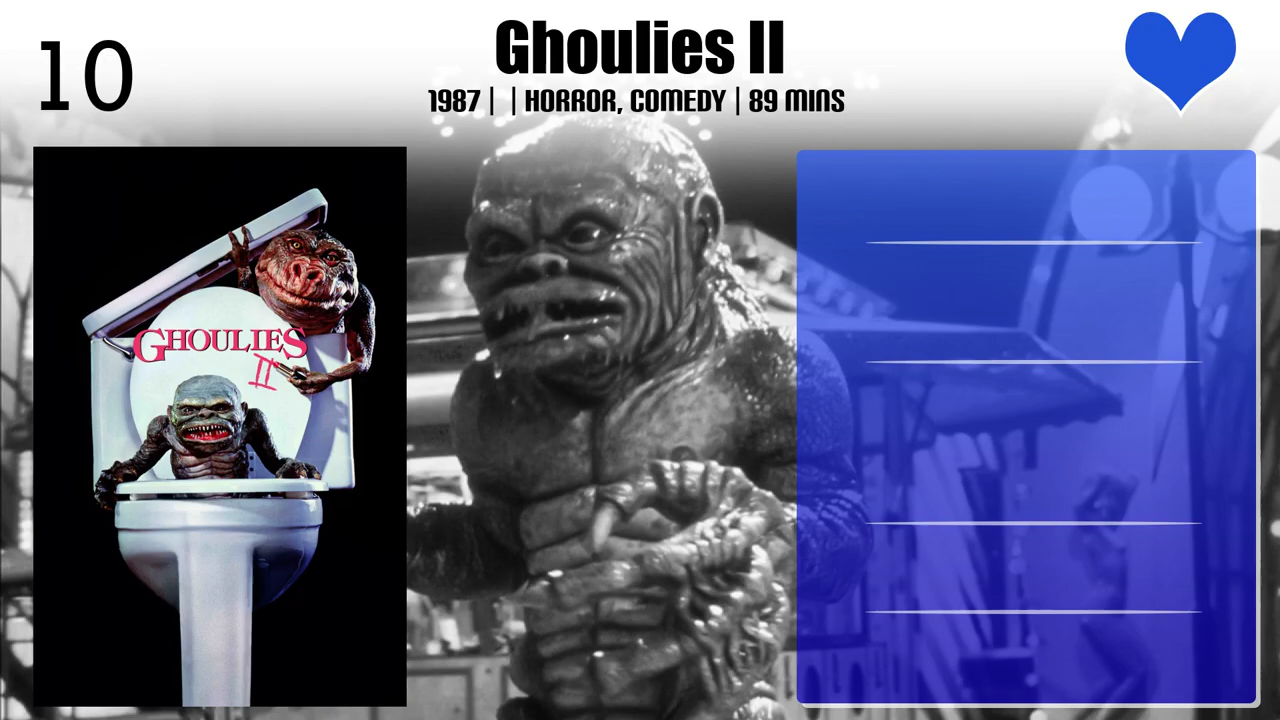 10
Ghoulies II
1987 | | HORROR, COMEDY | 89 MINS
GHOULIES
II